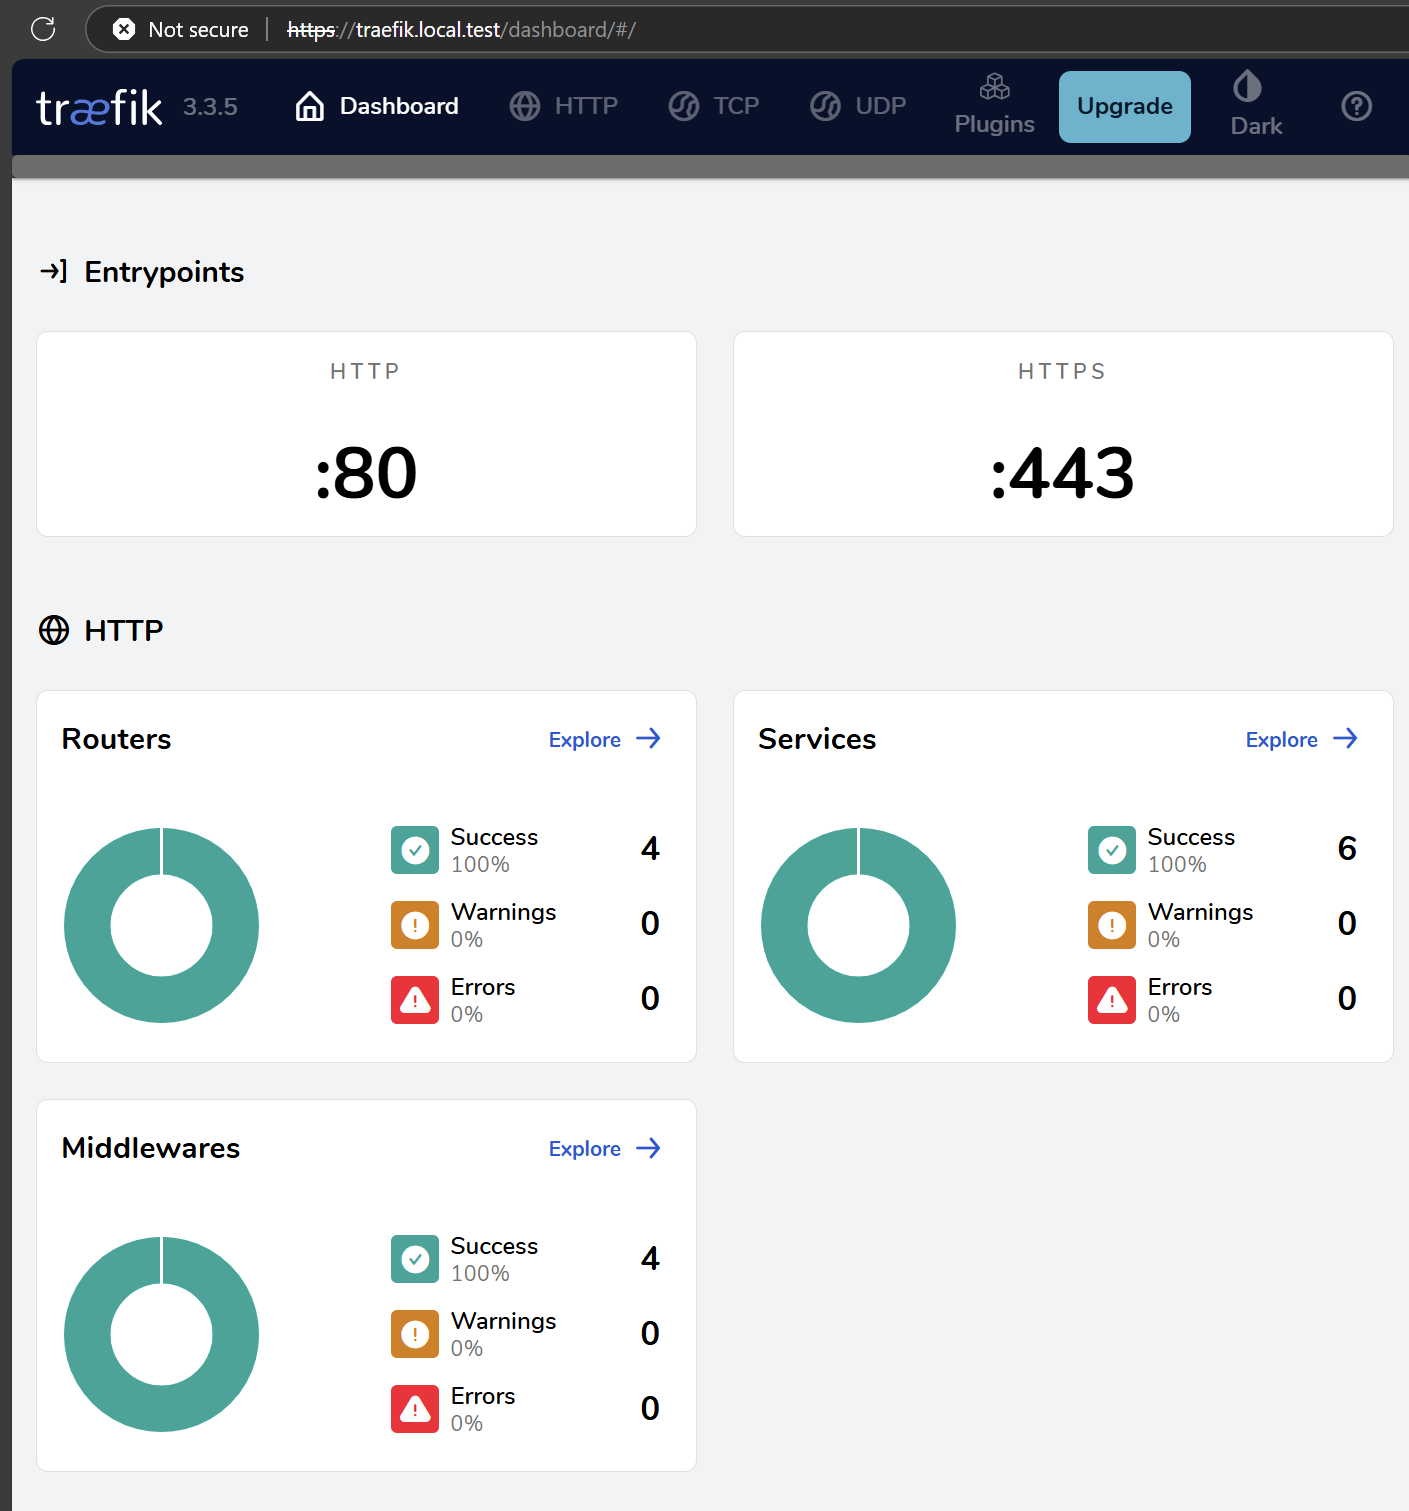 Not secure | https://traefik.local.test/dashboard/#/
træfik 3.3.5 Dashboard HTTP TCP UDP Plugins Upgrade Dark
Entrypoints
HTTP
:80
HTTPS
:443
HTTP
Routers Explore
Success 4
100%
Warnings 0
0%
Errors 0
0%
Services Explore
Success 6
100%
Warnings 0
0%
Errors 0
0%
Middlewares Explore
Success 4
100%
Warnings 0
0%
Errors 0
0%